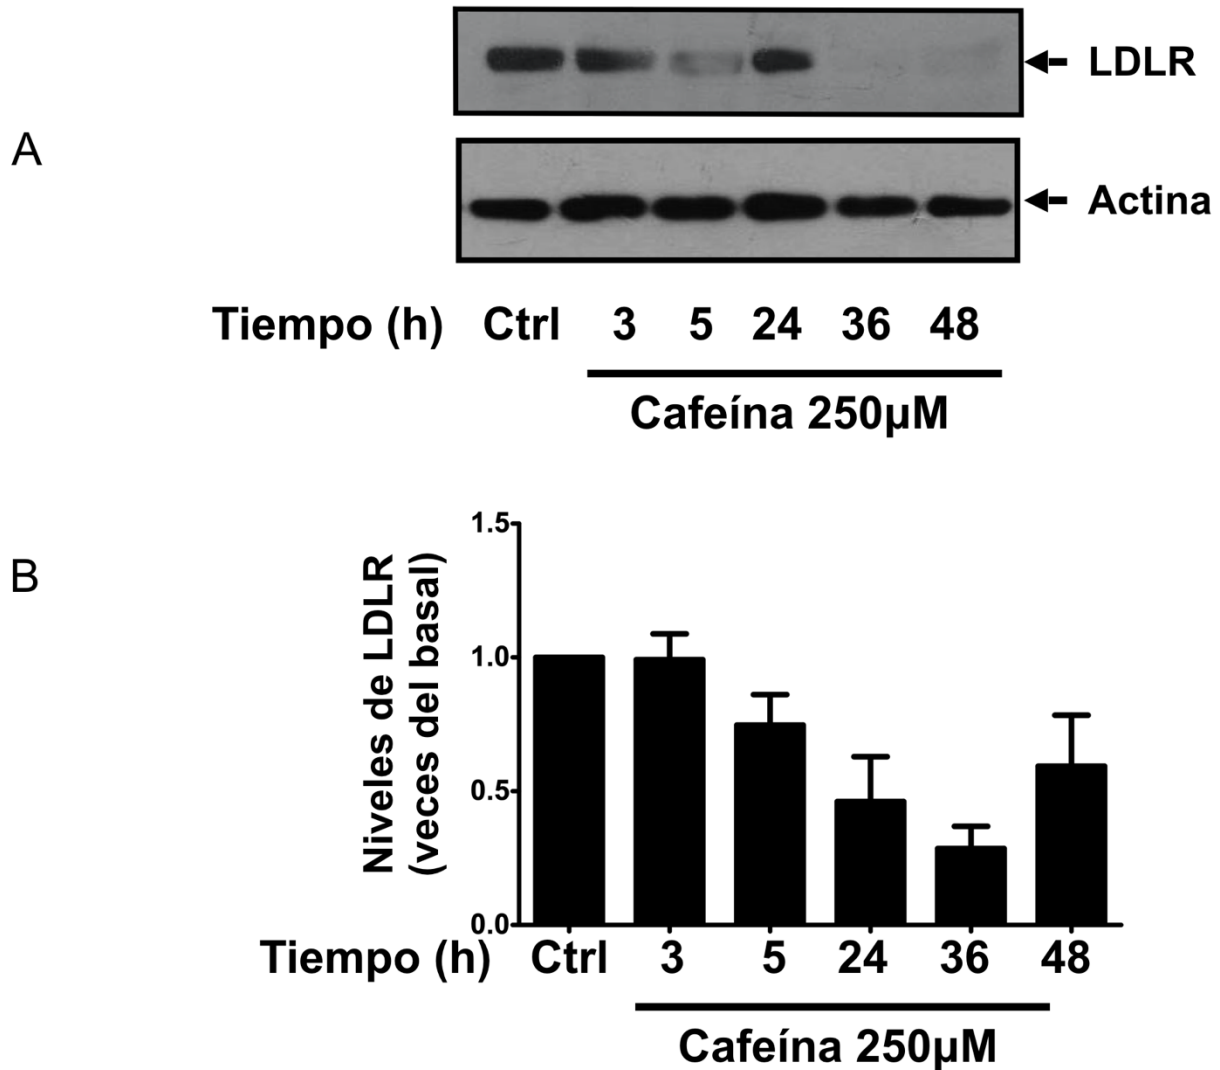 A
LDLR
Actina
Tiempo (h) Ctrl 3 5 24 36 48
Cafeína 250µM
B
Niveles de LDLR
(veces del basal)
1.5
1.0
0.5
0.0
Tiempo (h) Ctrl 3 5 24 36 48
Cafeína 250µM